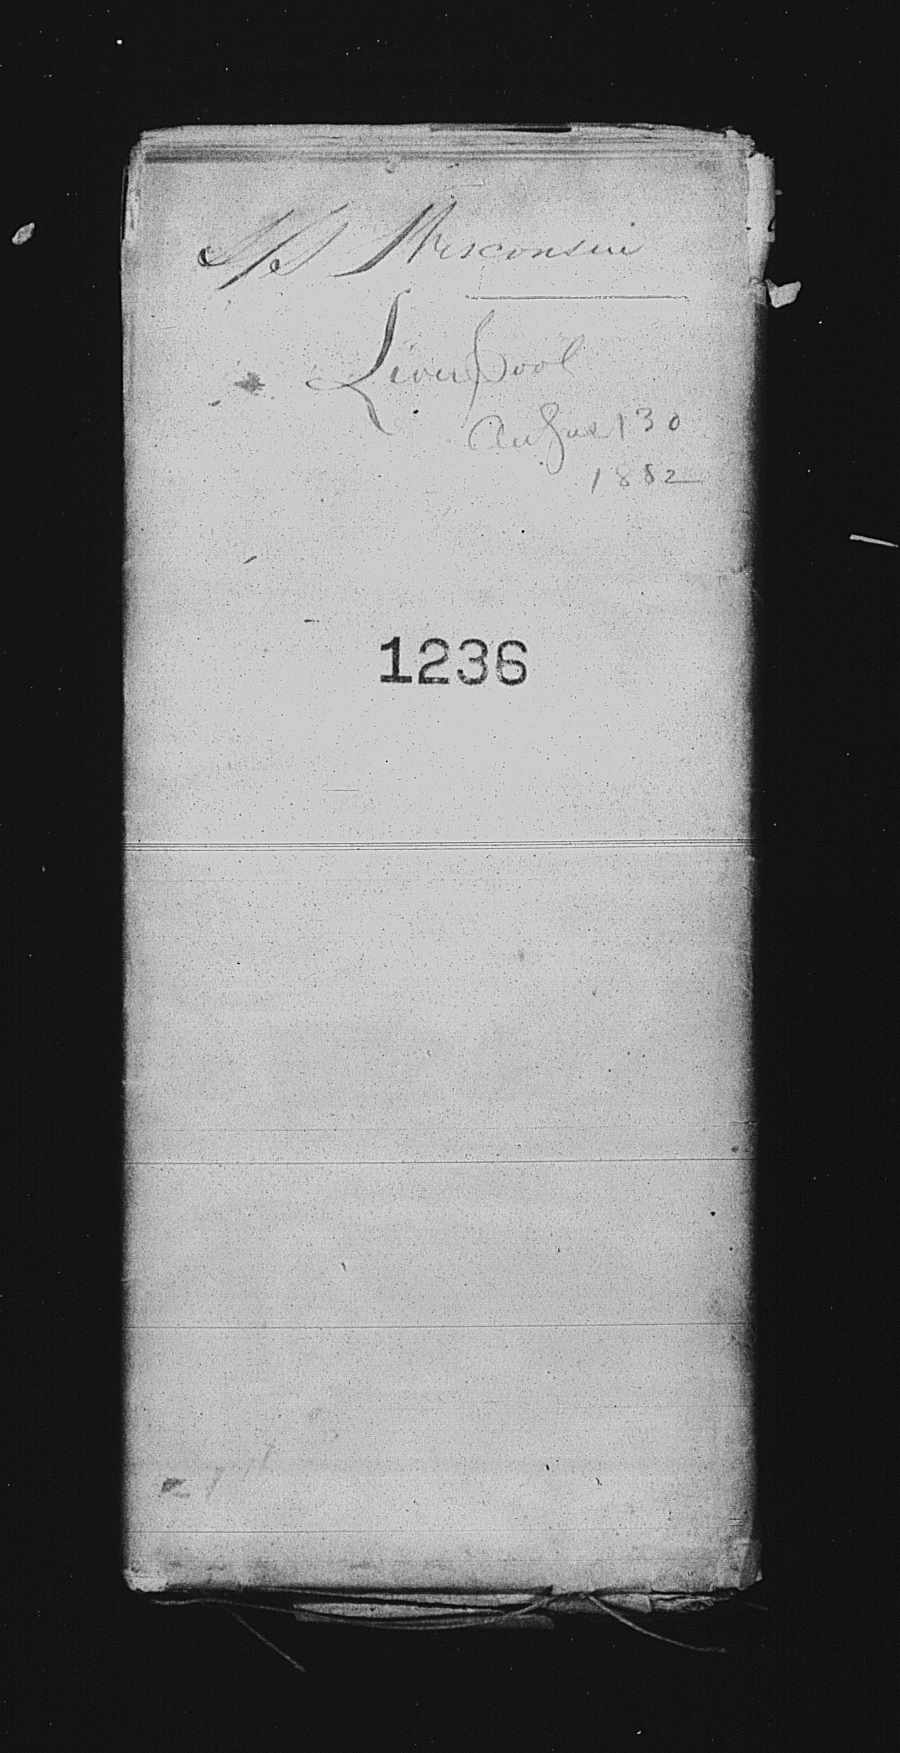 S/S Wisconsin
Liverpool
August 30
1882
1236